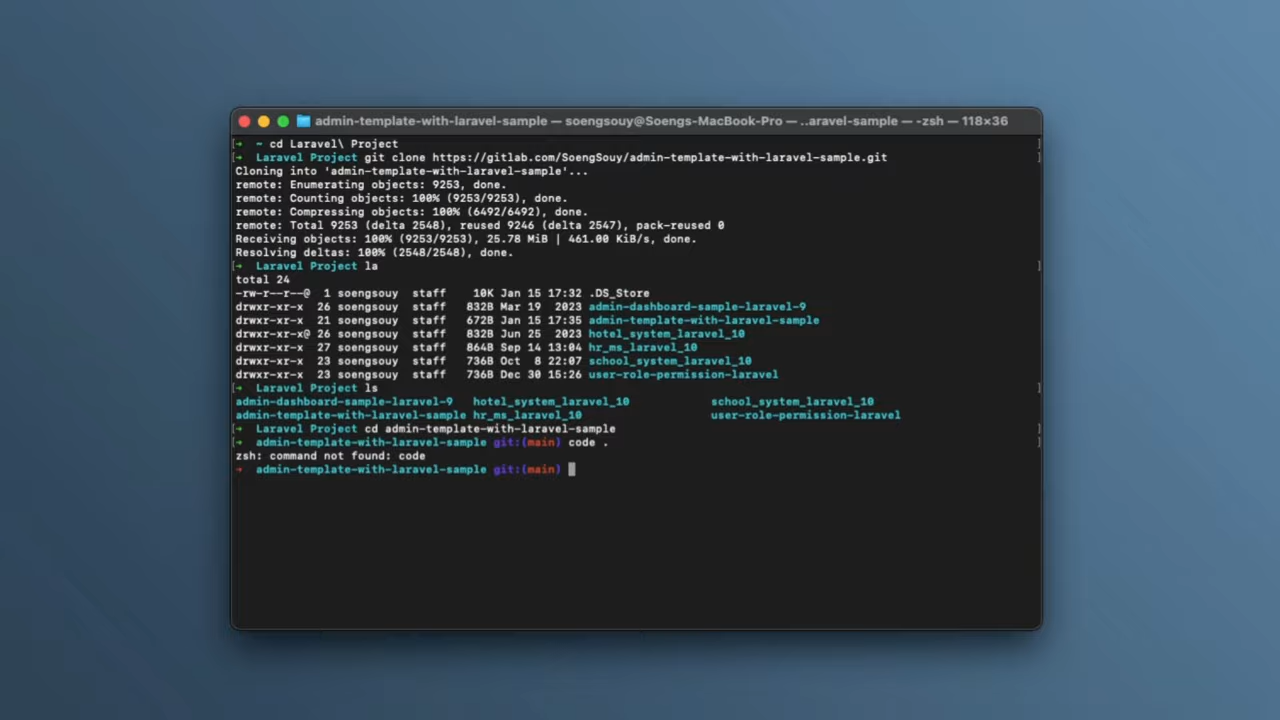 admin-template-with-laravel-sample — soengsouy@Soengs-MacBook-Pro — ..aravel-sample — -zsh — 118×36
[➜  ~ cd Laravel\ Project ]
[➜  Laravel Project git clone https://gitlab.com/SoengSouy/admin-template-with-laravel-sample.git ]
Cloning into 'admin-template-with-laravel-sample'...
remote: Enumerating objects: 9253, done.
remote: Counting objects: 100% (9253/9253), done.
remote: Compressing objects: 100% (6492/6492), done.
remote: Total 9253 (delta 2548), reused 9246 (delta 2547), pack-reused 0
Receiving objects: 100% (9253/9253), 25.78 MiB | 461.00 KiB/s, done.
Resolving deltas: 100% (2548/2548), done.
[➜  Laravel Project la ]
total 24
-rw-r--r--@  1 soengsouy  staff    10K Jan 15 17:32 .DS_Store
drwxr-xr-x  26 soengsouy  staff   832B Mar 19  2023 admin-dashboard-sample-laravel-9
drwxr-xr-x  21 soengsouy  staff   672B Jan 15 17:35 admin-template-with-laravel-sample
drwxr-xr-x@ 26 soengsouy  staff   832B Jun 25  2023 hotel_system_laravel_10
drwxr-xr-x  27 soengsouy  staff   864B Sep 14 13:04 hr_ms_laravel_10
drwxr-xr-x  23 soengsouy  staff   736B Oct  8 22:07 school_system_laravel_10
drwxr-xr-x  23 soengsouy  staff   736B Dec 30 15:26 user-role-permission-laravel
[➜  Laravel Project ls ]
admin-dashboard-sample-laravel-9   hotel_system_laravel_10            school_system_laravel_10
admin-template-with-laravel-sample hr_ms_laravel_10                   user-role-permission-laravel
[➜  Laravel Project cd admin-template-with-laravel-sample ]
[➜  admin-template-with-laravel-sample git:(main) code . ]
zsh: command not found: code
➜  admin-template-with-laravel-sample git:(main)